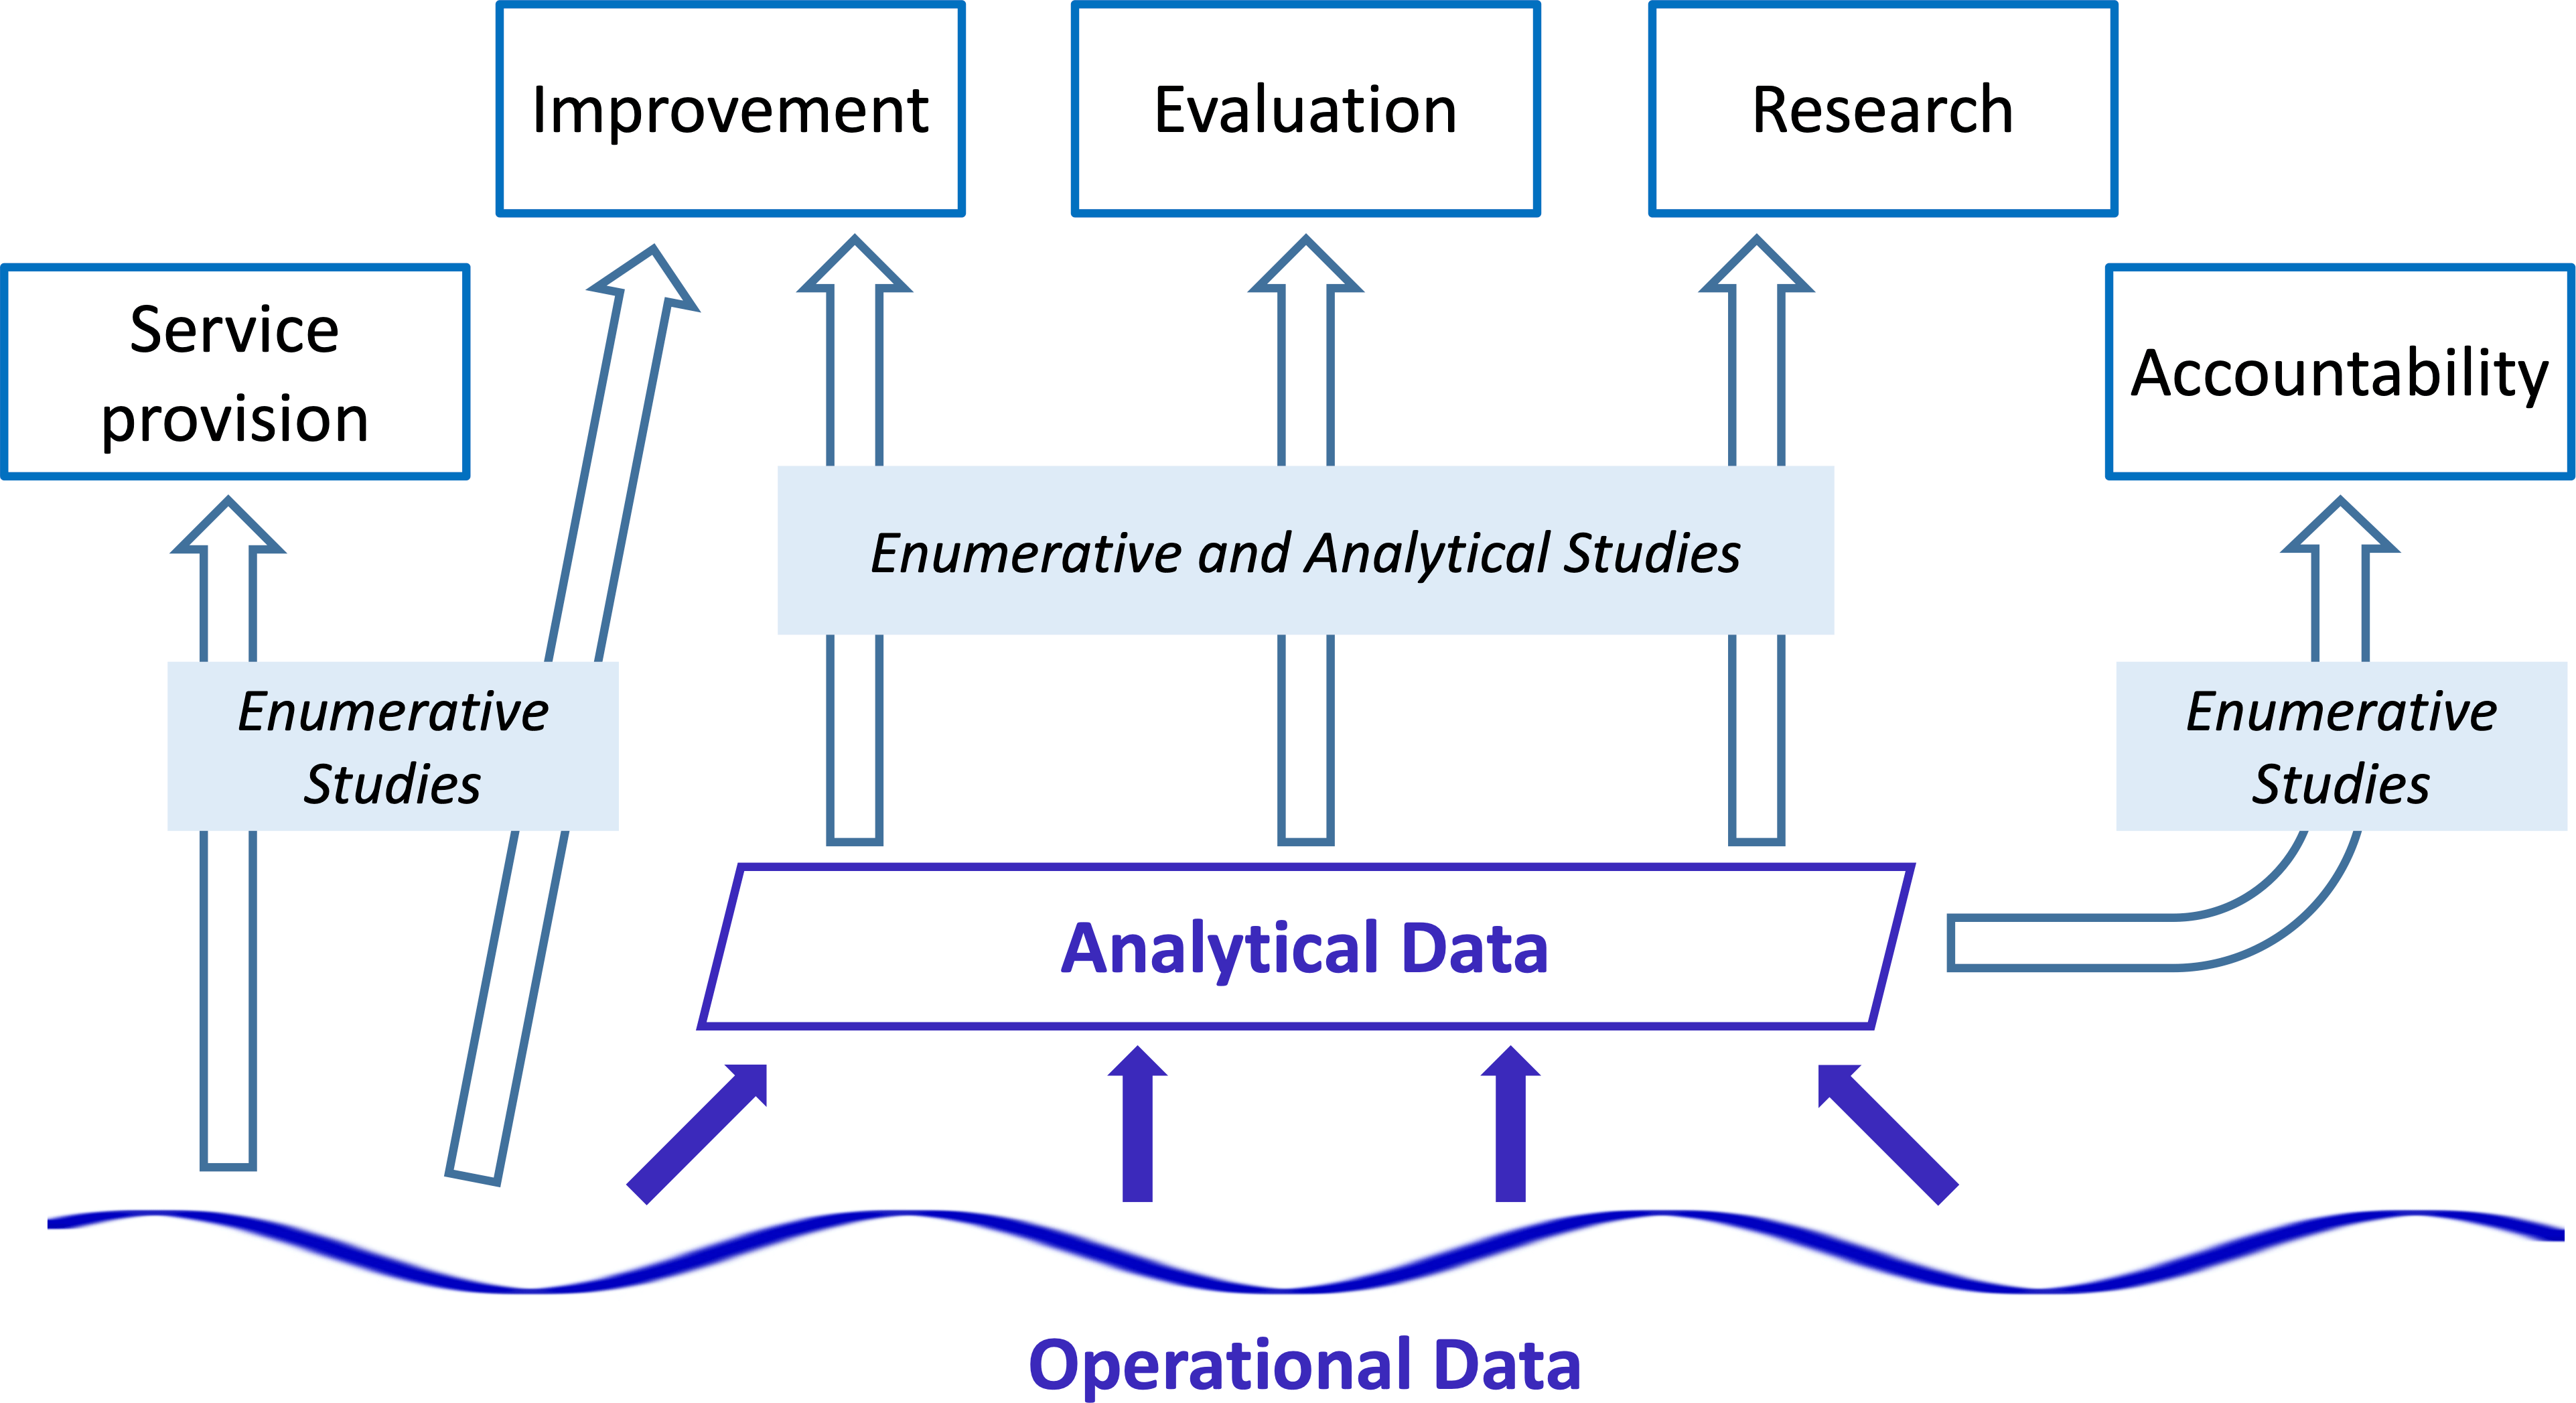 Improvement
Evaluation
Research
Service
provision
Accountability
Enumerative and Analytical Studies
Enumerative
Studies
Enumerative
Studies
Analytical Data
Operational Data